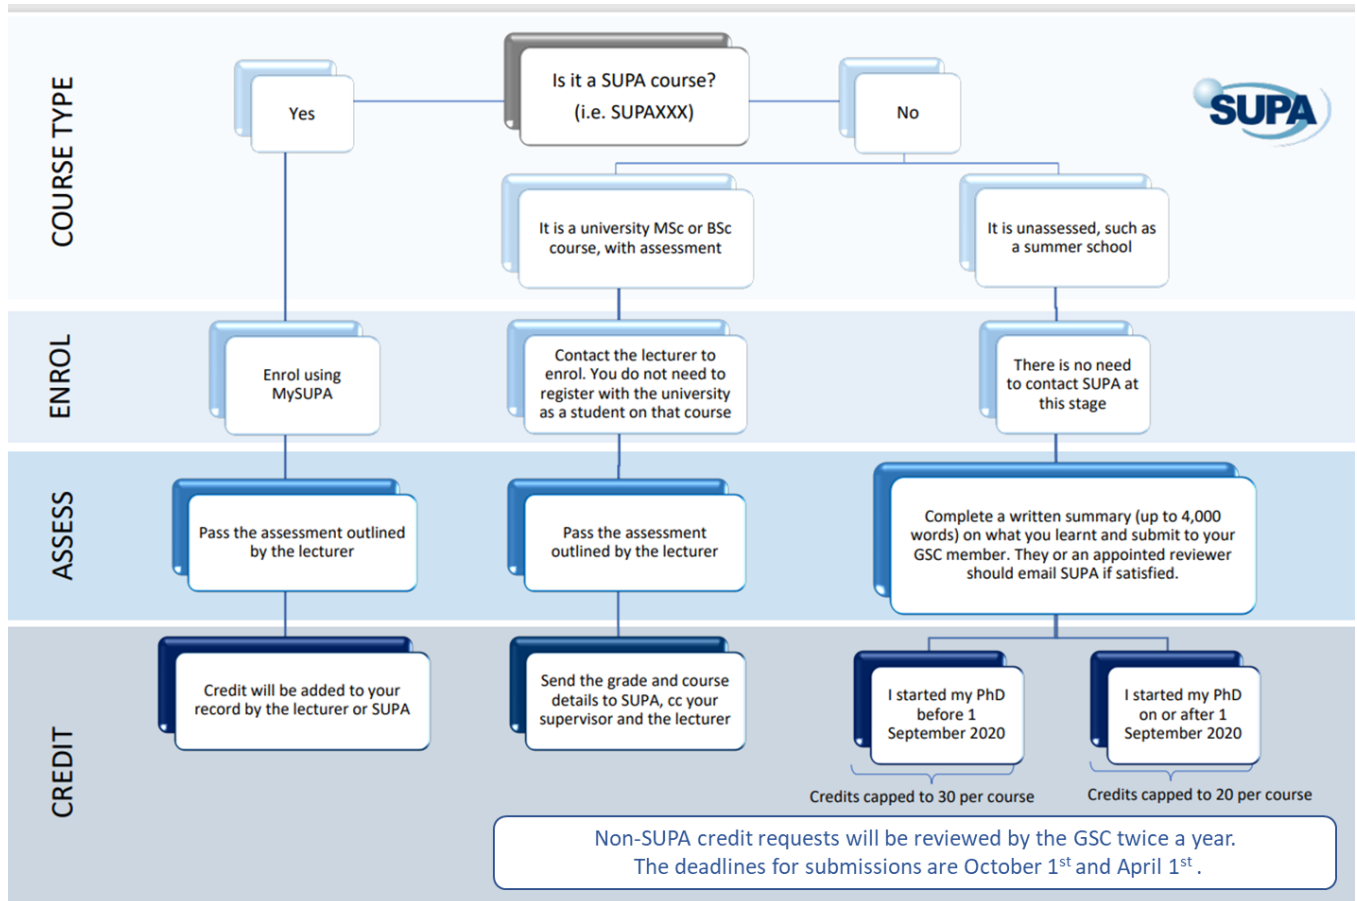 COURSE TYPE
Is it a SUPA course?
(i.e. SUPAXXX)
Yes
No
SUPA
It is a university MSc or BSc
course, with assessment
It is unassessed, such as
a summer school
ENROL
Enrol using
MySUPA
Contact the lecturer to
enrol. You do not need to
register with the university
as a student on that course
There is no need
to contact SUPA at
this stage
ASSESS
Pass the assessment outlined
by the lecturer
Pass the assessment
outlined by the lecturer
Complete a written summary (up to 4,000
words) on what you learnt and submit to your
GSC member. They or an appointed reviewer
should email SUPA if satisfied.
CREDIT
Credit will be added to your
record by the lecturer or SUPA
Send the grade and course
details to SUPA, cc your
supervisor and the lecturer
I started my PhD
before 1
September 2020
I started my PhD
on or after 1
September 2020
Credits capped to 30 per course
Credits capped to 20 per course
Non-SUPA credit requests will be reviewed by the GSC twice a year.
The deadlines for submissions are October 1st and April 1st .